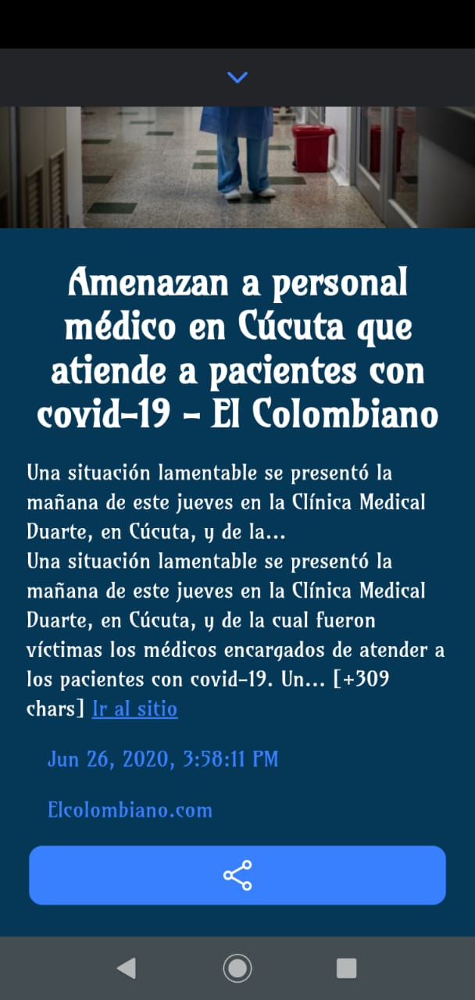 Amenazan a personal
médico en Cúcuta que
atiende a pacientes con
covid-19 - El Colombiano
Una situación lamentable se presentó la
mañana de este jueves en la Clínica Medical
Duarte, en Cúcuta, y de la...
Una situación lamentable se presentó la
mañana de este jueves en la Clínica Medical
Duarte, en Cúcuta, y de la cual fueron
víctimas los médicos encargados de atender a
los pacientes con covid-19. Un... [+309
chars] Ir al sitio
Jun 26, 2020, 3:58:11 PM
Elcolombiano.com